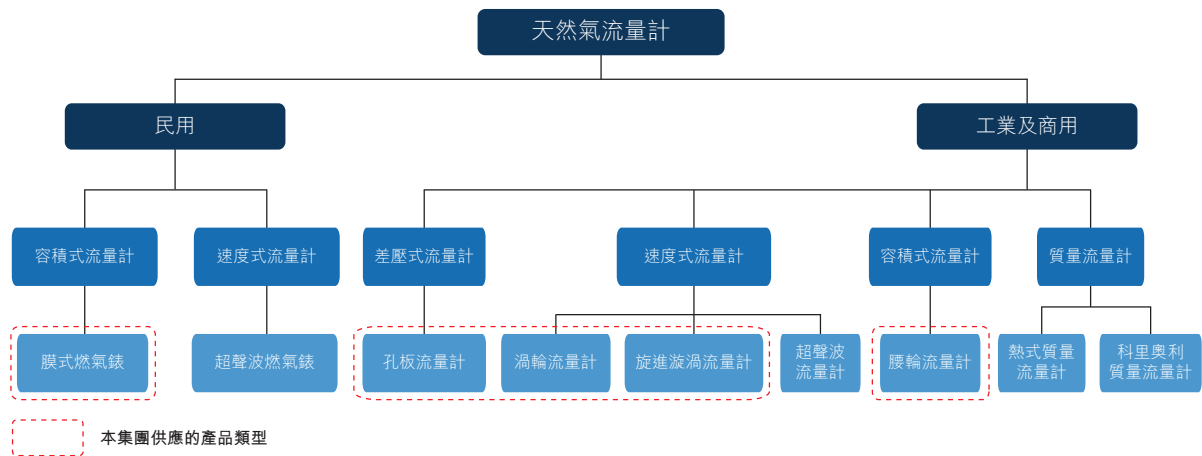 天然氣流量計
民用
工業及商用
容積式流量計
速度式流量計
差壓式流量計
速度式流量計
容積式流量計
質量流量計
膜式燃氣錶
超聲波燃氣錶
孔板流量計
渦輪流量計
旋進漩渦流量計
超聲波
流量計
腰輪流量計
熱式質量
流量計
科里奧利
質量流量計
本集團供應的產品類型